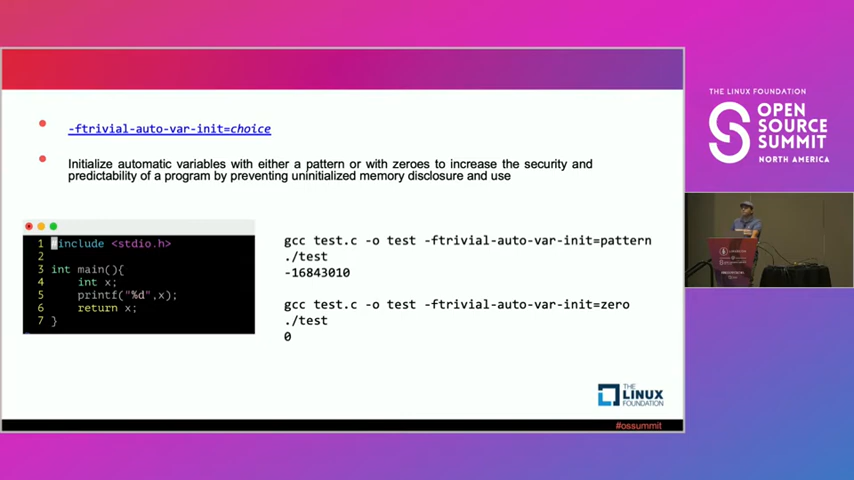 THE LINUX FOUNDATION
OPEN
SOURCE
SUMMIT
NORTH AMERICA
-ftrivial-auto-var-init=choice
Initialize automatic variables with either a pattern or with zeroes to increase the security and
predictability of a program by preventing uninitialized memory disclosure and use
1 #include <stdio.h>
2
3 int main(){
4 int x;
5 printf("%d",x);
6 return x;
7 }
gcc test.c -o test -ftrivial-auto-var-init=pattern
./test
-16843010
gcc test.c -o test -ftrivial-auto-var-init=zero
./test
0
THE
LINUX
FOUNDATION
#ossummit